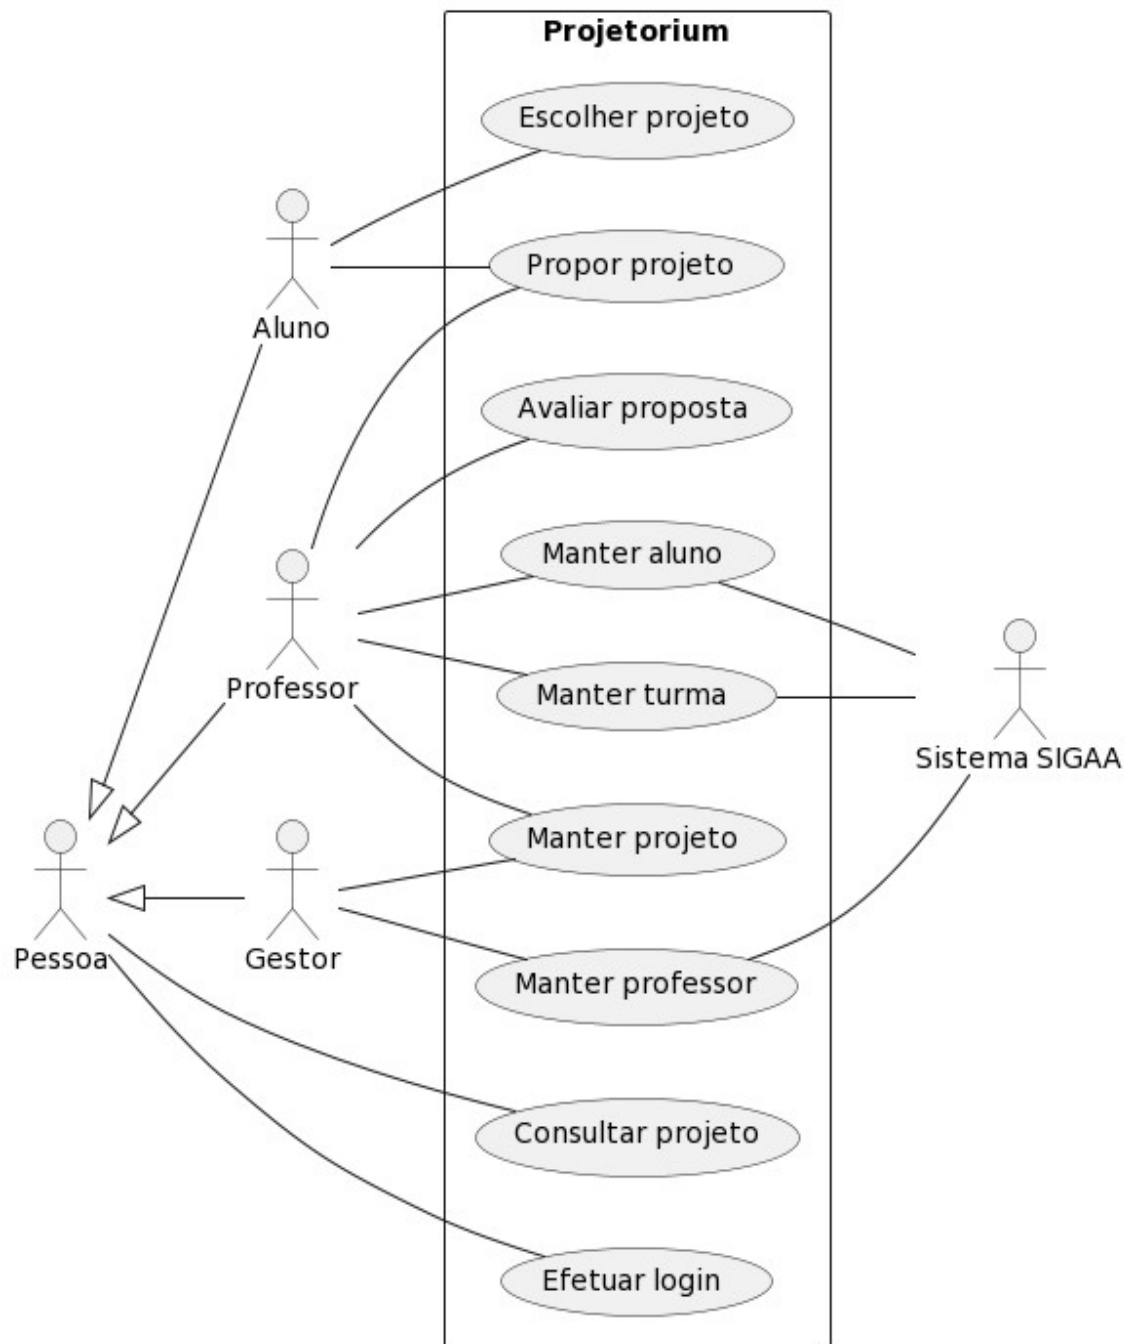 Projetorium
Escolher projeto
Propor projeto
Aluno
Avaliar proposta
Manter aluno
Professor
Manter turma
Sistema SIGAA
Manter projeto
Pessoa
Gestor
Manter professor
Consultar projeto
Efetuar login